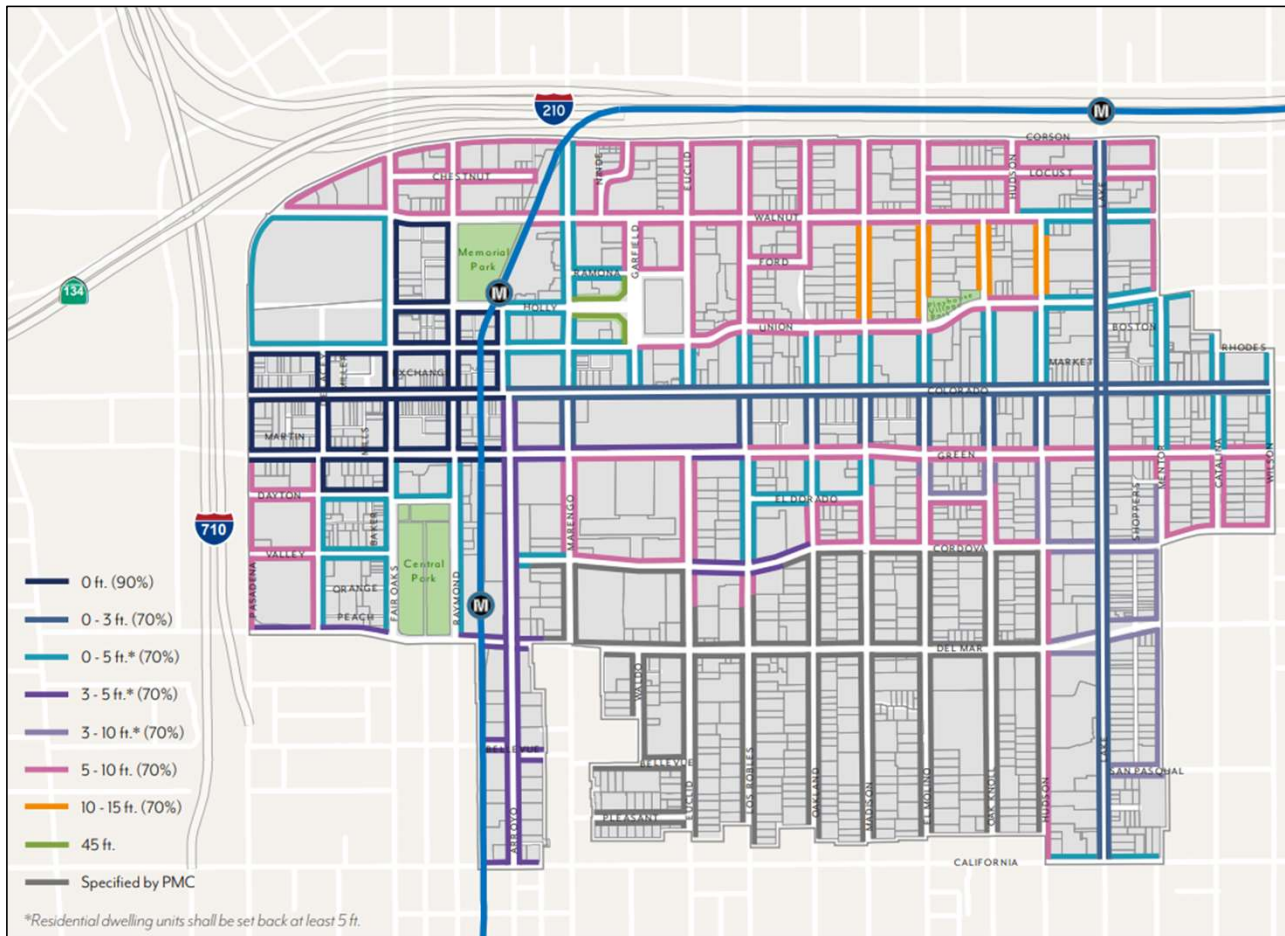 210
CORSON
LOCUST
CHESTNUT
EUCLID
HUDSON
LAKE
WALNUT
Memorial
Park
GARFIELD
FORD
RAMONA
134
M
M
HOLLY
Playhouse
Village
UNION
BOSTON
RHODES
MILLER
EXCHANGE
MARKET
COLORADO
MARTIN
MILLS
GREEN
MENTOR
CATALINA
WILSON
DAYTON
EL DORADO
SHOPPERS
710
BAKER
MARENGO
VALLEY
CORDOVA
Central
Park
PASADENA
ORANGE
FAIR OAKS
RAYMOND
PEACH
M
DEL MAR
WALDO
BELLEVUE
BELLEVUE
SAN PASQUAL
EUCLID
LOS ROBLES
OAKLAND
MADISON
EL MOLINO
OAK KNOLL
HUDSON
LAKE
PLEASANT
ARROYO
CALIFORNIA
0 ft. (90%)
0 - 3 ft. (70%)
0 - 5 ft.* (70%)
3 - 5 ft.* (70%)
3 - 10 ft.* (70%)
5 - 10 ft. (70%)
10 - 15 ft. (70%)
45 ft.
Specified by PMC
*Residential dwelling units shall be set back at least 5 ft.